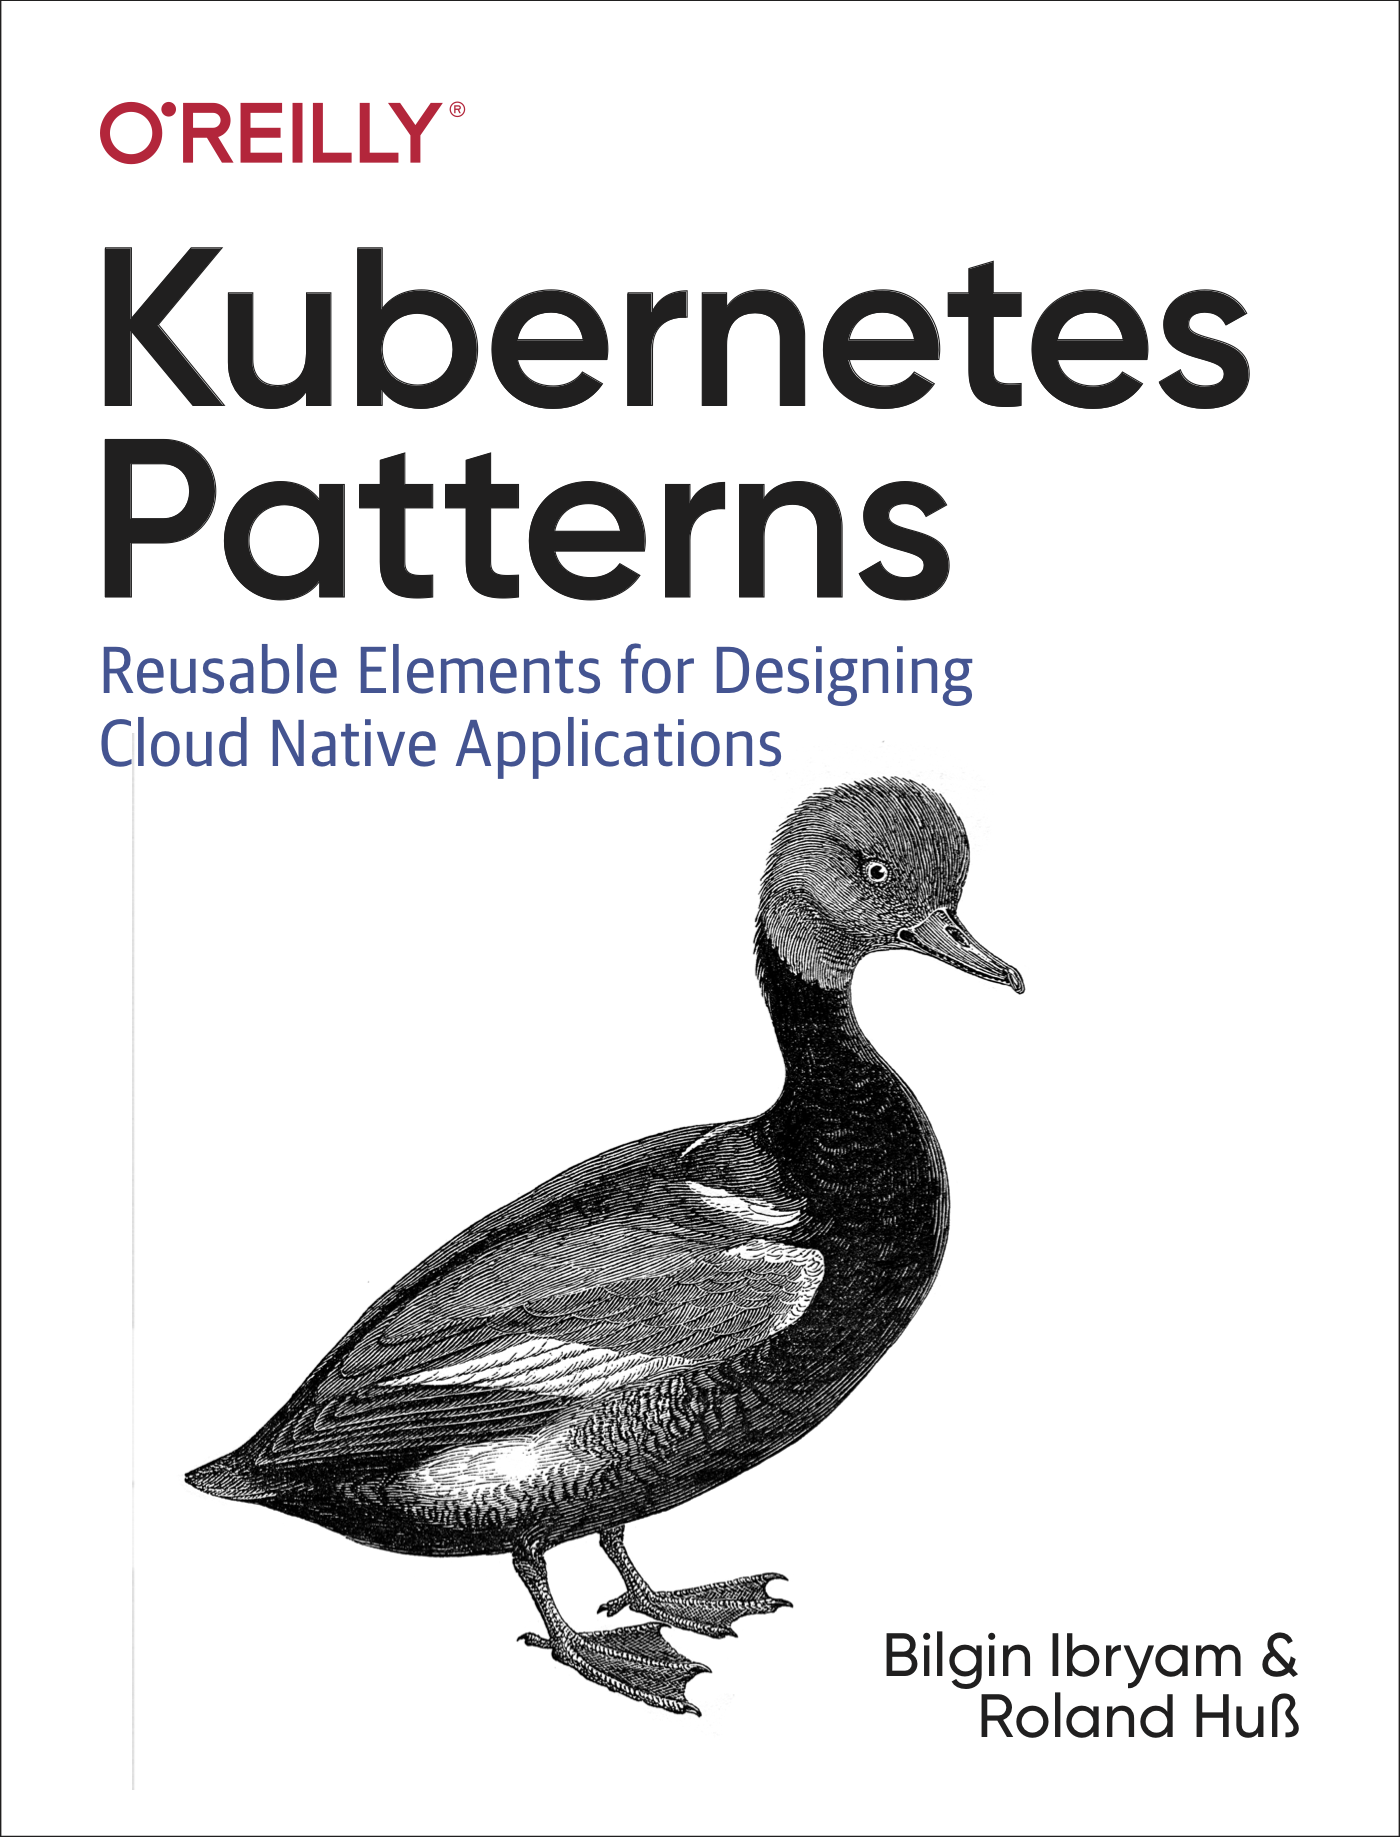 O'REILLY®
Kubernetes
Patterns
Reusable Elements for Designing
Cloud Native Applications
Bilgin Ibryam &
Roland Huß